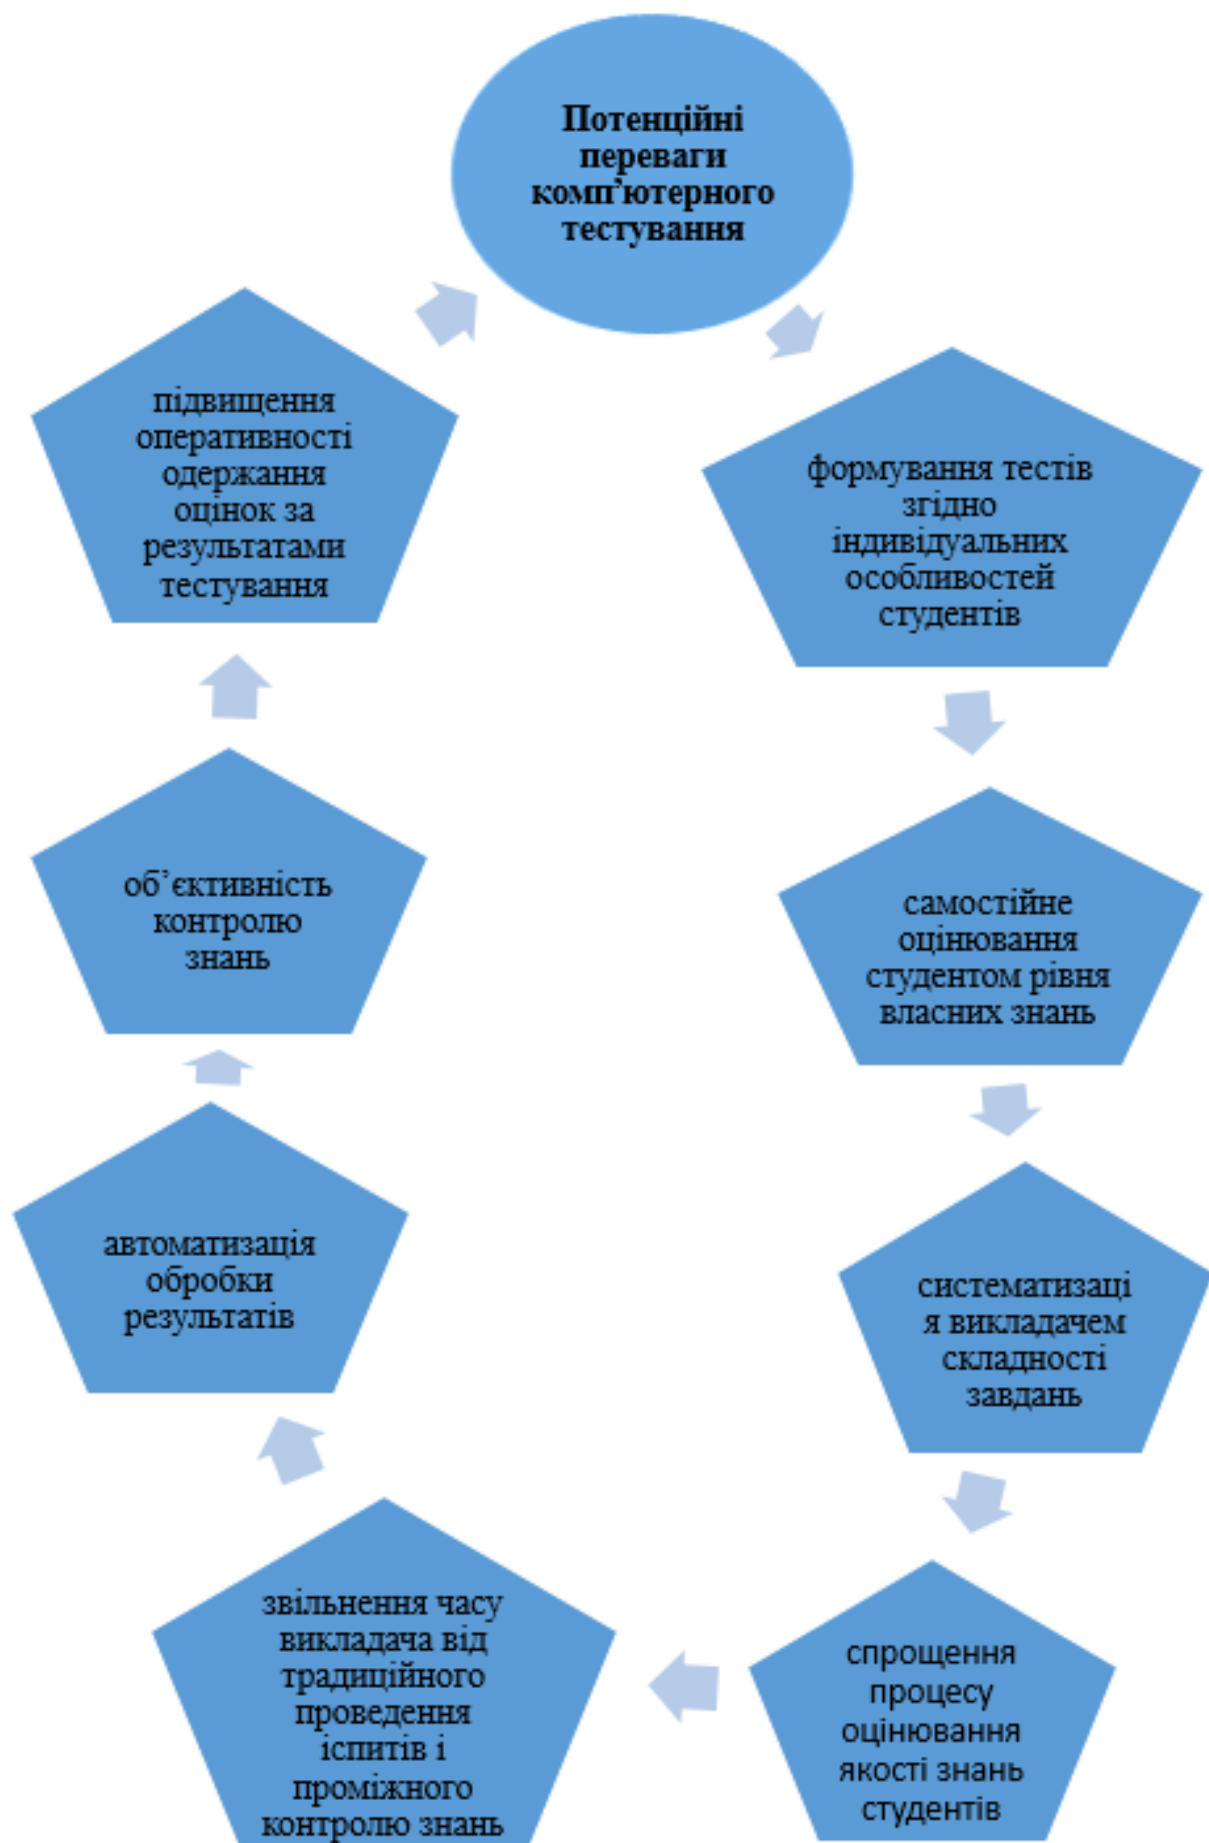 Потенційні
переваги
комп’ютерного
тестування
формування тестів
згідно
індивідуальних
особливостей
студентів
самостійне
оцінювання
студентом рівня
власних знань
систематизаці
я викладачем
складності
завдань
спрощення
процесу
оцінювання
якості знань
студентів
звільнення часу
викладача від
традиційного
проведення
іспитів і
проміжного
контролю знань
автоматизація
обробки
результатів
об’єктивність
контролю
знань
підвищення
оперативності
одержання
оцінок за
результатами
тестування